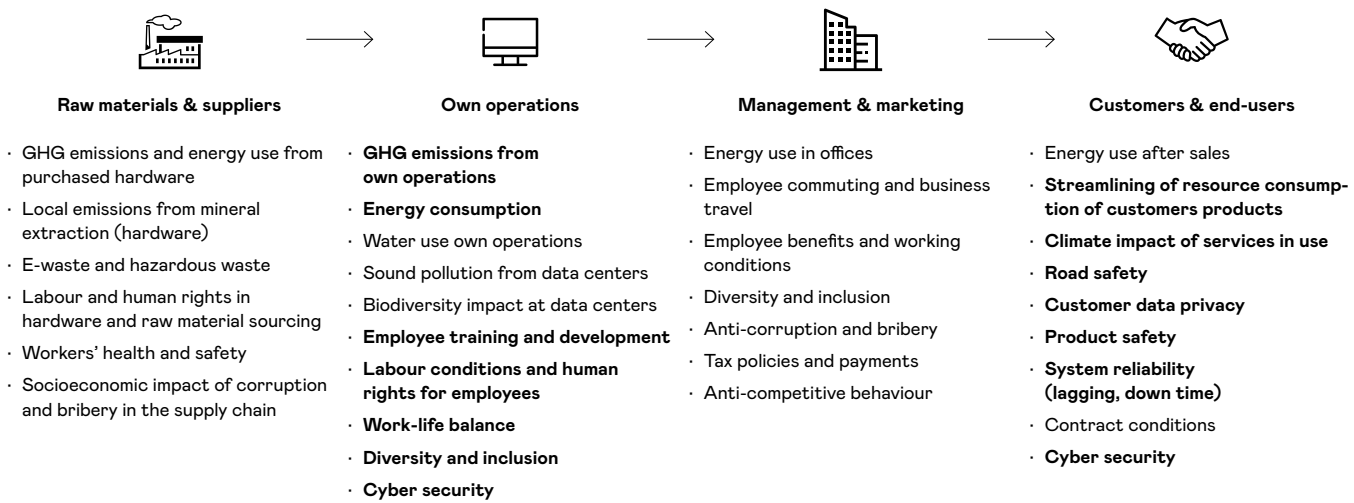 Raw materials & suppliers
· GHG emissions and energy use from
purchased hardware
· Local emissions from mineral
extraction (hardware)
· E-waste and hazardous waste
· Labour and human rights in
hardware and raw material sourcing
· Workers’ health and safety
· Socioeconomic impact of corruption
and bribery in the supply chain
Own operations
· GHG emissions from
own operations
· Energy consumption
· Water use own operations
· Sound pollution from data centers
· Biodiversity impact at data centers
· Employee training and development
· Labour conditions and human
rights for employees
· Work-life balance
· Diversity and inclusion
· Cyber security
Management & marketing
· Energy use in offices
· Employee commuting and business
travel
· Employee benefits and working
conditions
· Diversity and inclusion
· Anti-corruption and bribery
· Tax policies and payments
· Anti-competitive behaviour
Customers & end-users
· Energy use after sales
· Streamlining of resource consump-
tion of customers products
· Climate impact of services in use
· Road safety
· Customer data privacy
· Product safety
· System reliability
(lagging, down time)
· Contract conditions
· Cyber security